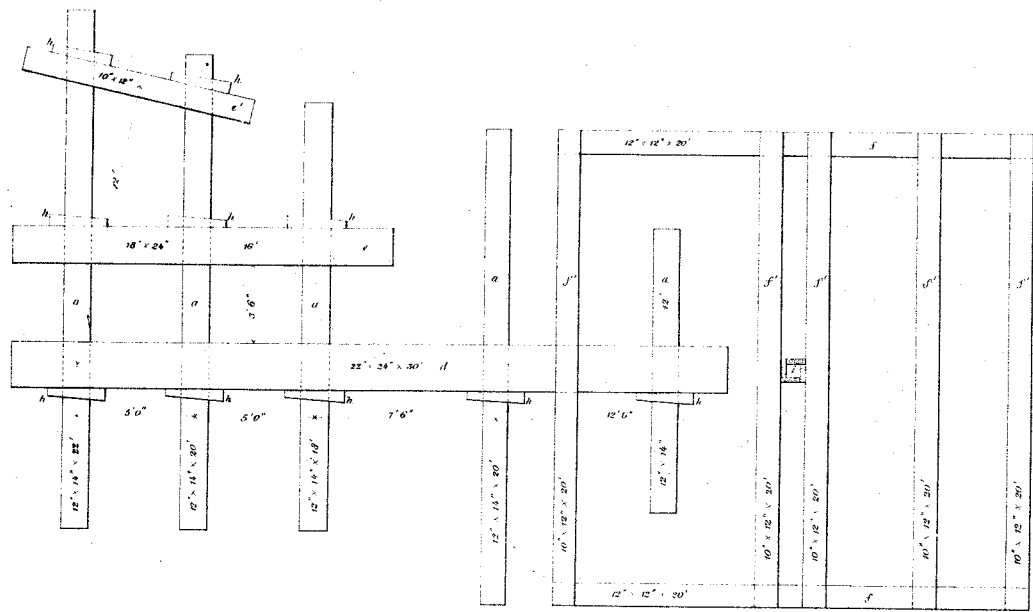 h
10" × 12"
h
e'
12" × 12" × 20'
f
12'
h
h
h
18" × 24"
16'
e
a
a
3' 6"
a
a
f'
12'
a
f'
f'
f'
f'
22" × 24" × 30'
d
h
5' 0"
h
5' 0"
h
7' 6"
h
12' 6"
h
12" × 14" × 22'
12" × 14" × 20'
12" × 14" × 18'
12" × 14" × 20'
10" × 12" × 20'
12" × 14"
10" × 12" × 20'
10" × 12" × 20'
10" × 12" × 20'
10" × 12" × 20'
12" × 12" × 20'
f